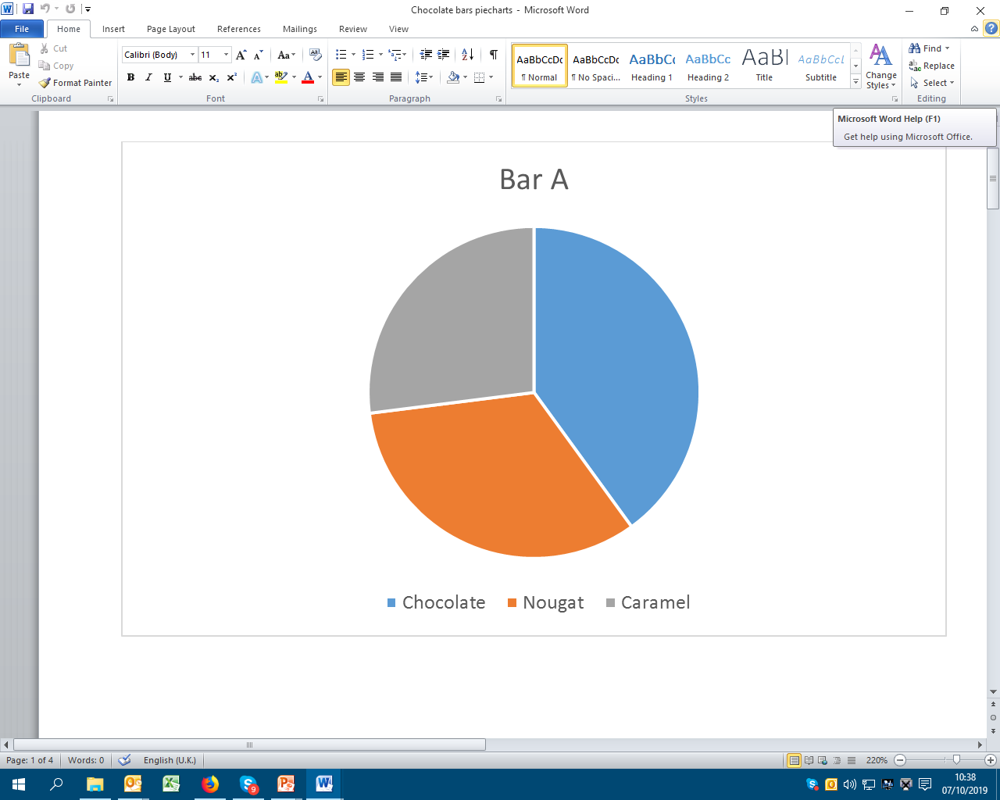 Chocolate bars piecharts - Microsoft Word
File Home Insert Page Layout References Mailings Review View
Paste
Cut
Copy
Format Painter
Clipboard
Calibri (Body) 11
Font
Paragraph
AaBbCcDc AaBbCcDc AaBbCc AaBbCc AaBl AaBbCcL
¶ Normal ¶ No Spaci... Heading 1 Heading 2 Title Subtitle
Change
Styles
Styles
Find
Replace
Select
Editing
Microsoft Word Help (F1)
Get help using Microsoft Office.
Bar A
Chocolate Nougat Caramel
Page: 1 of 4 Words: 0 English (U.K.) 220%
9
10:38
07/10/2019